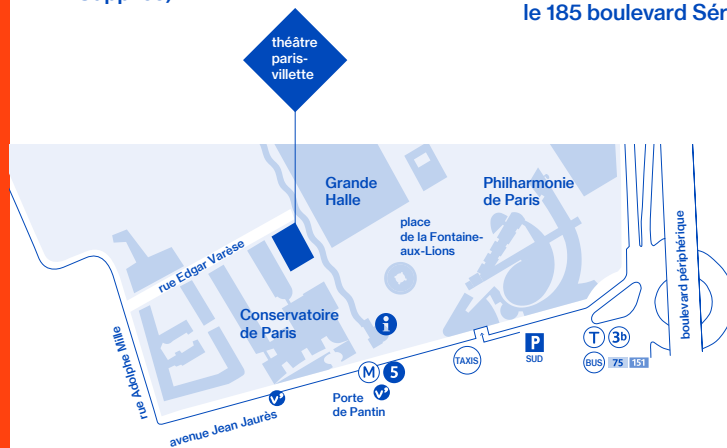 le 185 boulevard Sér
théâtre
paris-
villette
Grande
Halle
Philharmonie
de Paris
place
de la Fontaine-
aux-Lions
rue Edgar Varèse
boulevard périphérique
Conservatoire
de Paris
i
rue Adolphe Mille
P
SUD
TAXIS
T 3b
BUS 75 151
M 5
Porte
de Pantin
avenue Jean Jaurès